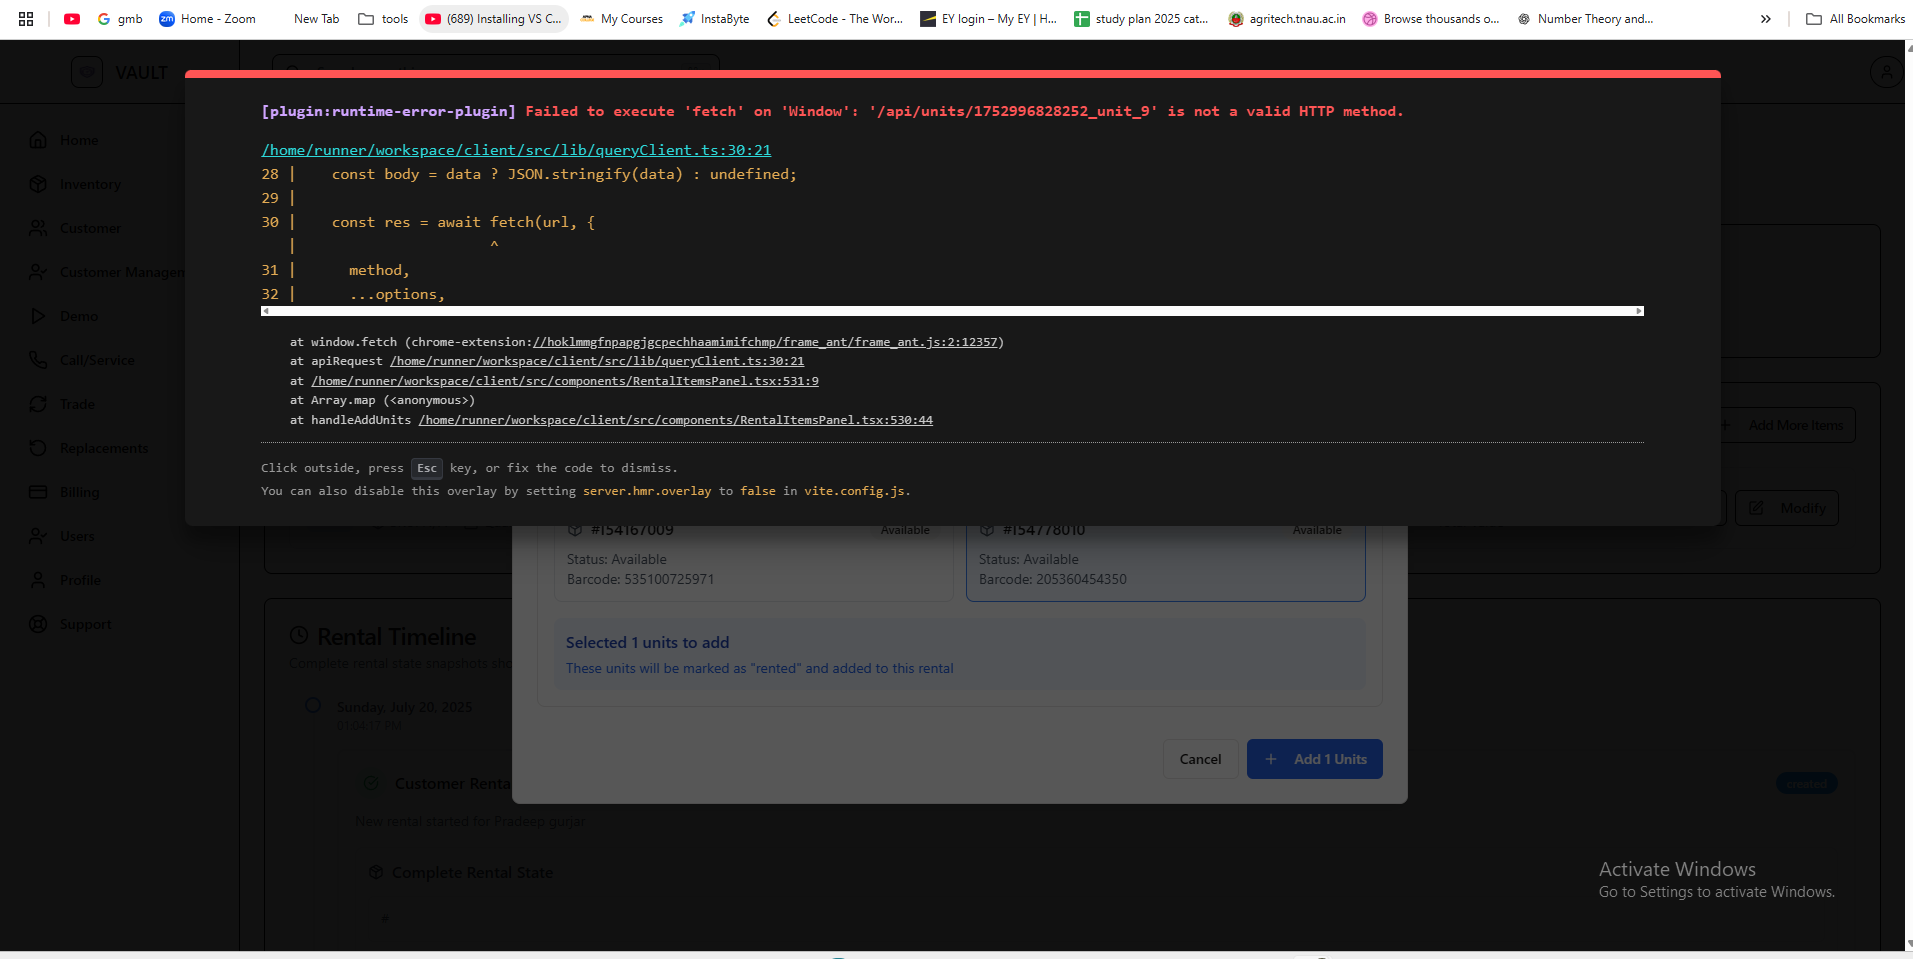 gmb
Home - Zoom
New Tab
tools
(689) Installing VS C...
My Courses
InstaByte
LeetCode - The Wor...
EY login – My EY | H...
study plan 2025 cat...
agritech.tnau.ac.in
Browse thousands o...
Number Theory and...
»
All Bookmarks
VAULT
[plugin:runtime-error-plugin] Failed to execute 'fetch' on 'Window': '/api/units/1752996828252_unit_9' is not a valid HTTP method.
/home/runner/workspace/client/src/lib/queryClient.ts:30:21
28 |    const body = data ? JSON.stringify(data) : undefined;
29 |
30 |    const res = await fetch(url, {
|                      ^
31 |      method,
32 |      ...options,
at window.fetch (chrome-extension://hoklmmgfnpapgjgcpechhaamimifchmp/frame_ant/frame_ant.js:2:12357)
at apiRequest /home/runner/workspace/client/src/lib/queryClient.ts:30:21
at /home/runner/workspace/client/src/components/RentalItemsPanel.tsx:531:9
at Array.map (<anonymous>)
at handleAddUnits /home/runner/workspace/client/src/components/RentalItemsPanel.tsx:530:44
Click outside, press Esc key, or fix the code to dismiss.
You can also disable this overlay by setting server.hmr.overlay to false in vite.config.js.
Home
Inventory
Customer
Customer Managen
Demo
Call/Service
Trade
Replacements
Billing
Users
Profile
Support
+ Add More Items
Modify
#154167009
Available
Status: Available
Barcode: 535100725971
#154778010
Available
Status: Available
Barcode: 205360454350
Selected 1 units to add
These units will be marked as "rented" and added to this rental
Cancel
+ Add 1 Units
Rental Timeline
Complete rental state snapshots sho
Sunday, July 20, 2025
01:04:17 PM
Customer Renta
created
New rental started for Pradeep gurjar
Complete Rental State
#
Activate Windows
Go to Settings to activate Windows.